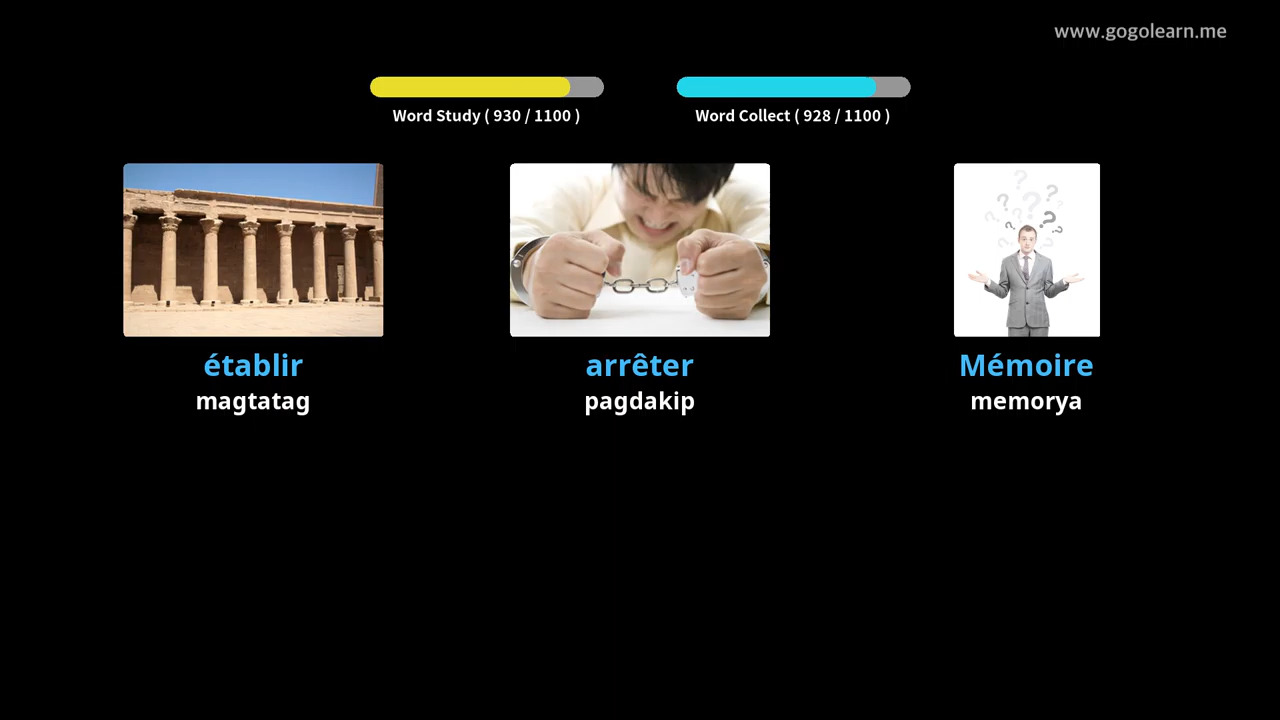 www.gogolearn.me
Word Study ( 930 / 1100 )
Word Collect ( 928 / 1100 )
établir
magtatag
arrêter
pagdakip
Mémoire
memorya